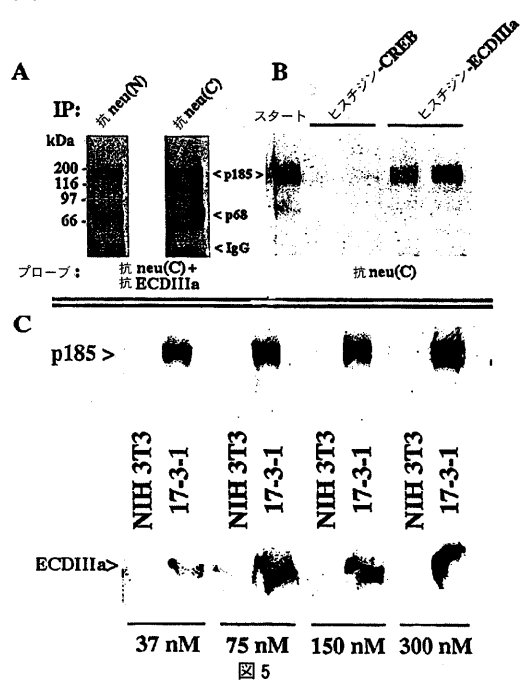 A
IP:
抗 neu(N)
抗 neu(C)
kDa
200
116
97
66
< p185 >
< p68
< IgG
プローブ：
抗 neu(C) +
抗 ECDIIIa
B
スタート
ヒスチジン-CREB
ヒスチジン-ECDIIIa
抗 neu(C)
C
p185 >
NIH 3T3
17-3-1
NIH 3T3
17-3-1
NIH 3T3
17-3-1
NIH 3T3
17-3-1
ECDIIIa>
37 nM
75 nM
150 nM
300 nM
図 5